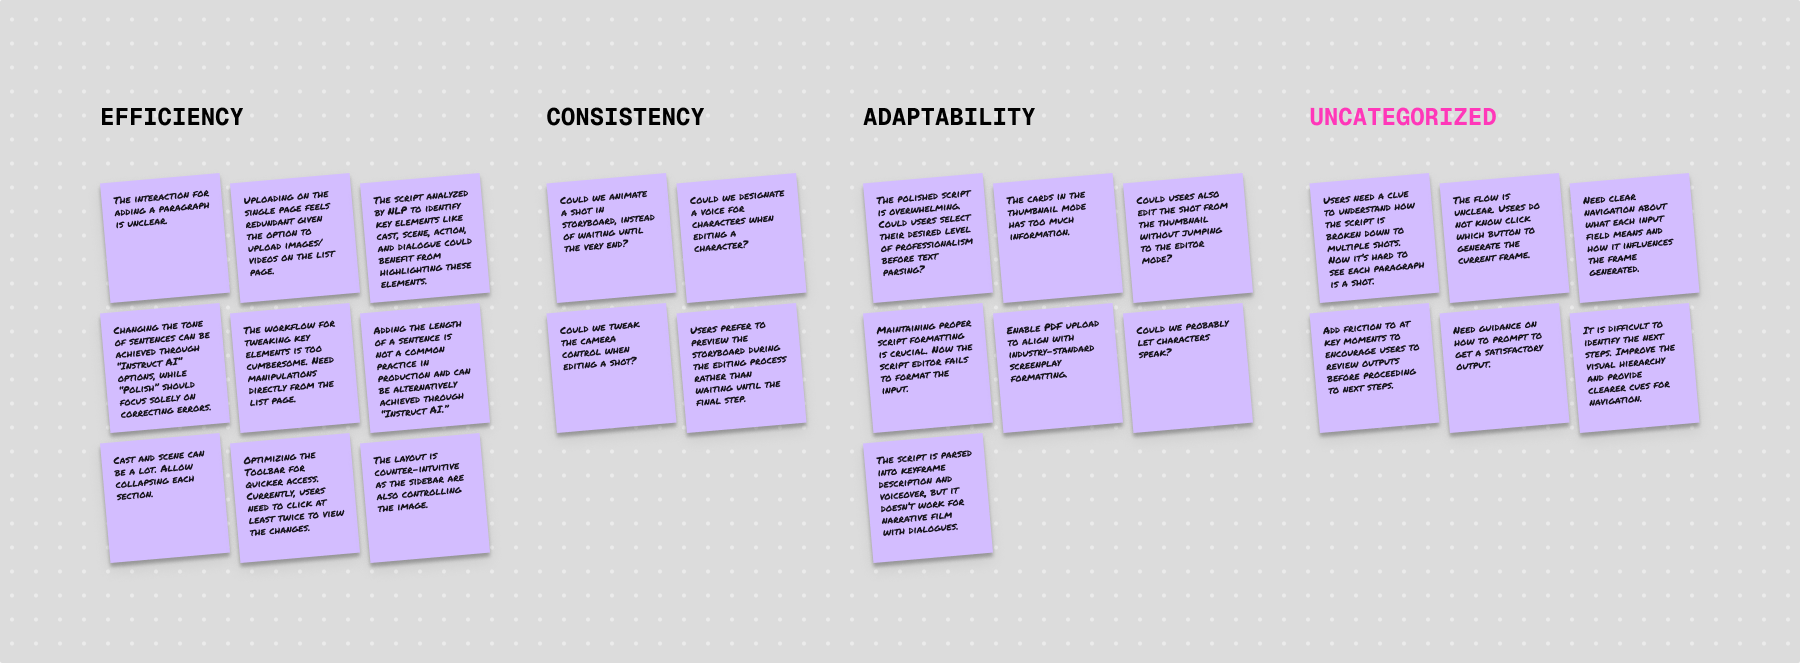 EFFICIENCY
THE INTERACTION FOR
ADDING A PARAGRAPH
IS UNCLEAR.
UPLOADING ON THE
SINGLE PAGE FEELS
REDUNDANT GIVEN
THE OPTION TO
UPLOAD IMAGES/
VIDEOS ON THE LIST
PAGE.
THE SCRIPT ANALYZED
BY NLP TO IDENTIFY
KEY ELEMENTS LIKE
CAST, SCENE, ACTION,
AND DIALOGUE COULD
BENEFIT FROM
HIGHLIGHTING THESE
ELEMENTS.
CHANGING THE TONE
OF SENTENCES CAN BE
ACHIEVED THROUGH
"INSTRUCT AI"
OPTIONS, WHILE
"POLISH" SHOULD
FOCUS SOLELY ON
CORRECTING ERRORS.
THE WORKFLOW FOR
TWEAKING KEY
ELEMENTS IS TOO
CUMBERSOME. NEED
MANIPULATIONS
DIRECTLY FROM THE
LIST PAGE.
ADDING THE LENGTH
OF A SENTENCE IS
NOT A COMMON
PRACTICE IN
PRODUCTION AND CAN
BE ALTERNATIVELY
ACHIEVED THROUGH
"INSTRUCT AI."
CAST AND SCENE CAN
BE A LOT. ALLOW
COLLAPSING EACH
SECTION.
OPTIMIZING THE
TOOLBAR FOR
QUICKER ACCESS.
CURRENTLY, USERS
NEED TO CLICK AT
LEAST TWICE TO VIEW
THE CHANGES.
THE LAYOUT IS
COUNTER-INTUITIVE
AS THE SIDEBAR ARE
ALSO CONTROLLING
THE IMAGE.
CONSISTENCY
COULD WE ANIMATE
A SHOT IN
STORYBOARD, INSTEAD
OF WAITING UNTIL
THE VERY END?
COULD WE DESIGNATE
A VOICE FOR
CHARACTERS WHEN
EDITING A
CHARACTER?
COULD WE TWEAK
THE CAMERA
CONTROL WHEN
EDITING A SHOT?
USERS PREFER TO
PREVIEW THE
STORYBOARD DURING
THE EDITING PROCESS
RATHER THAN
WAITING UNTIL THE
FINAL STEP.
ADAPTABILITY
THE POLISHED SCRIPT
IS OVERWHELMING.
COULD USERS SELECT
THEIR DESIRED LEVEL
OF PROFESSIONALISM
BEFORE TEXT
PARSING?
THE CARDS IN THE
THUMBNAIL MODE
HAS TOO MUCH
INFORMATION.
COULD USERS ALSO
EDIT THE SHOT FROM
THE THUMBNAIL
WITHOUT JUMPING
TO THE EDITOR
MODE?
MAINTAINING PROPER
SCRIPT FORMATTING
IS CRUCIAL. NOW THE
SCRIPT EDITOR FAILS
TO FORMAT THE
INPUT.
ENABLE PDF UPLOAD
TO ALIGN WITH
INDUSTRY-STANDARD
SCREENPLAY
FORMATTING.
COULD WE PROBABLY
LET CHARACTERS
SPEAK?
THE SCRIPT IS PARSED
INTO KEYFRAME
DESCRIPTION AND
VOICEOVER, BUT IT
DOESN'T WORK FOR
NARRATIVE FILM
WITH DIALOGUES.
UNCATEGORIZED
USERS NEED A CLUE
TO UNDERSTAND HOW
THE SCRIPT IS
BROKEN DOWN TO
MULTIPLE SHOTS.
NOW IT'S HARD TO
SEE EACH PARAGRAPH
IS A SHOT.
THE FLOW IS
UNCLEAR. USERS DO
NOT KNOW CLICK
WHICH BUTTON TO
GENERATE THE
CURRENT FRAME.
NEED CLEAR
NAVIGATION ABOUT
WHAT EACH INPUT
FIELD MEANS AND
HOW IT INFLUENCES
THE FRAME
GENERATED.
ADD FRICTION TO AT
KEY MOMENTS TO
ENCOURAGE USERS TO
REVIEW OUTPUTS
BEFORE PROCEEDING
TO NEXT STEPS.
NEED GUIDANCE ON
HOW TO PROMPT TO
GET A SATISFACTORY
OUTPUT.
IT IS DIFFICULT TO
IDENTIFY THE NEXT
STEPS. IMPROVE THE
VISUAL HIERARCHY
AND PROVIDE
CLEARER CUES FOR
NAVIGATION.